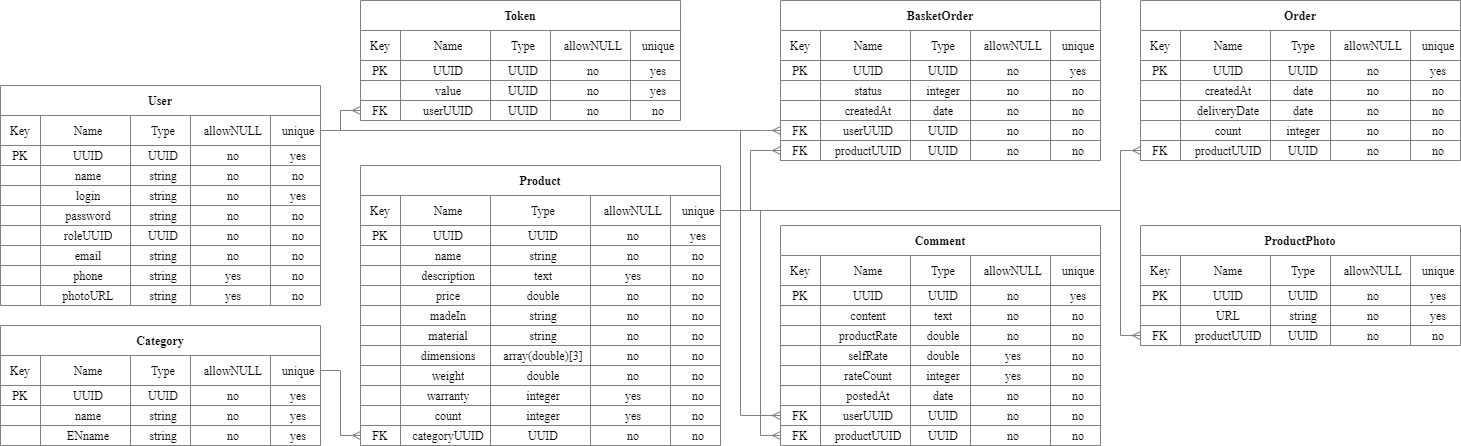 User
Key Name Type allowNULL unique
PK UUID UUID no yes
name string no no
login string no yes
password string no no
roleUUID UUID no no
email string no no
phone string yes no
photoURL string yes no
Category
Key Name Type allowNULL unique
PK UUID UUID no yes
name string no yes
ENname string no yes
Token
Key Name Type allowNULL unique
PK UUID UUID no yes
value UUID no yes
FK userUUID UUID no no
Product
Key Name Type allowNULL unique
PK UUID UUID no yes
name string no no
description text yes no
price double no no
madeIn string no no
material string no no
dimensions array(double)[3] no no
weight double no no
warranty integer yes no
count integer yes no
FK categoryUUID UUID no no
BasketOrder
Key Name Type allowNULL unique
PK UUID UUID no yes
status integer no no
createdAt date no no
FK userUUID UUID no no
FK productUUID UUID no no
Comment
Key Name Type allowNULL unique
PK UUID UUID no yes
content text no no
productRate double no no
selfRate double yes no
rateCount integer yes no
postedAt date no no
FK userUUID UUID no no
FK productUUID UUID no no
Order
Key Name Type allowNULL unique
PK UUID UUID no yes
createdAt date no no
deliveryDate date no no
count integer no no
FK productUUID UUID no no
ProductPhoto
Key Name Type allowNULL unique
PK UUID UUID no yes
URL string no yes
FK productUUID UUID no no